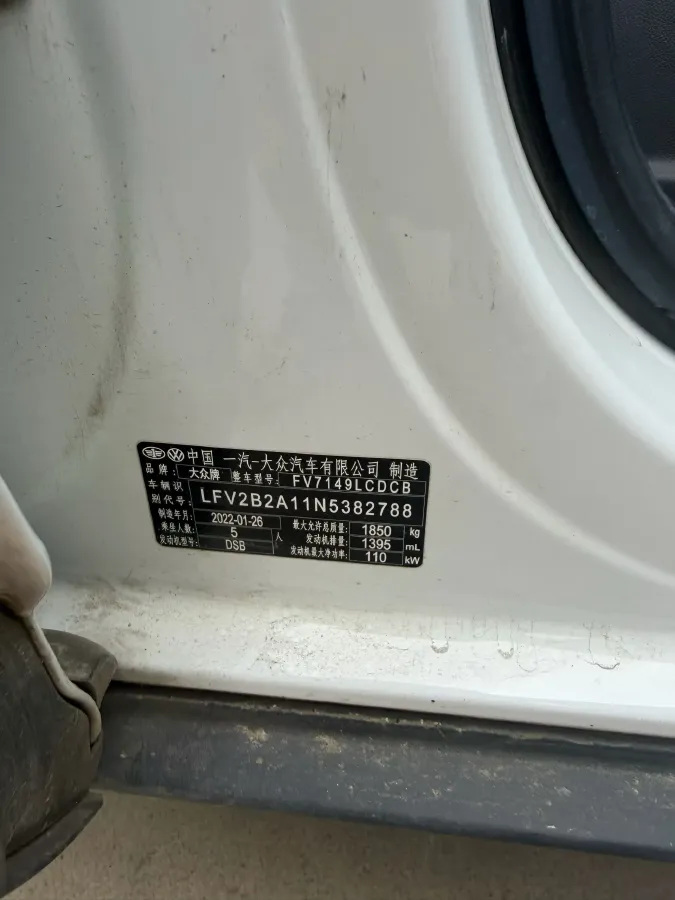 中国 一汽-大众汽车有限公司 制造
品牌: 大众牌 整车型号: FV7149LCDCB
车辆识别代号: LFV2B2A11N5382788
制造年月 2022-01-26 最大允许总质量: 1850 kg
乘坐人数: 5 人 发动机排量: 1395 mL
发动机型号: DSB 发动机最大净功率: 110 kW